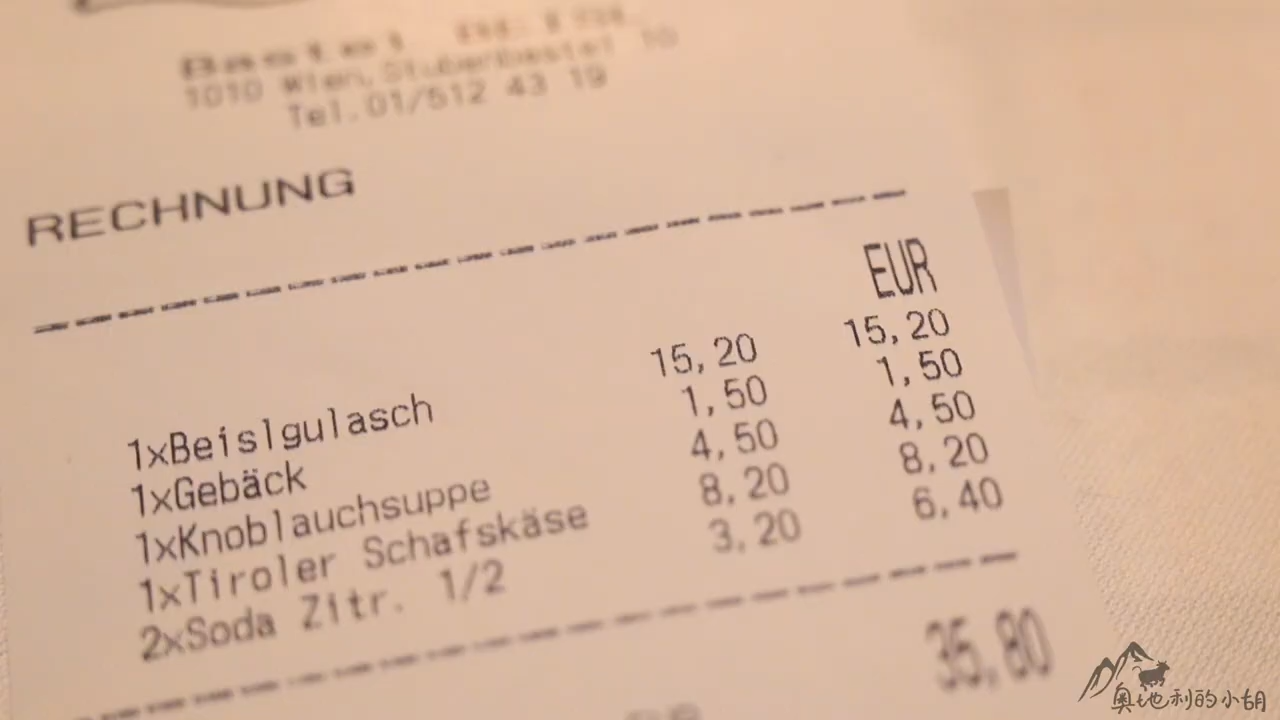 1010 Wien, Stubenbastei 10
Tel.01/512 43 19
RECHNUNG
EUR
1xBeislgulasch 15,20 15,20
1xGebäck 1,50 1,50
1xKnoblauchsuppe 4,50 4,50
1xTiroler Schafskäse 8,20 8,20
2xSoda Zitr. 1/2 3,20 6,40
35,80
奥地利的小胡